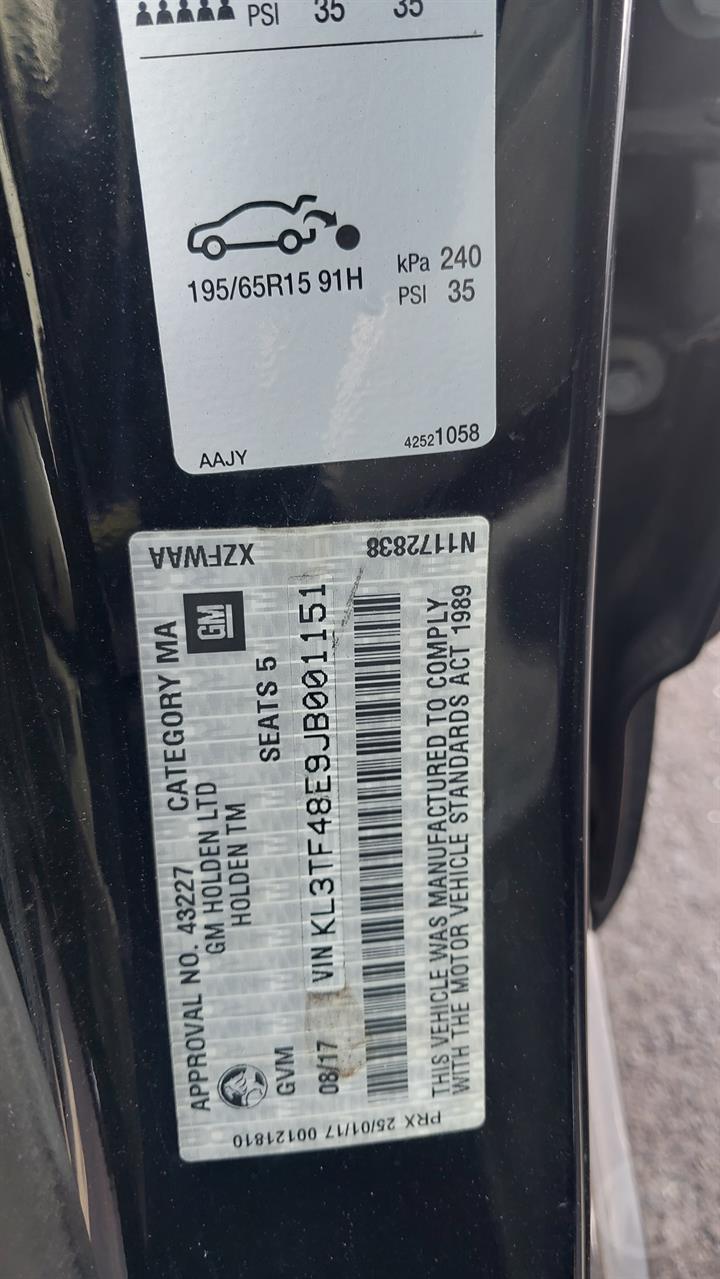 PSI 35 35
195/65R15 91H
kPa 240
PSI 35
AAJY
42521058
XZFWAA
N1172838
APPROVAL NO. 43227 CATEGORY MA
GM HOLDEN LTD
GM
HOLDEN TM
SEATS 5
GVM
08/17 VIN KL3TF48E9JB001151
THIS VEHICLE WAS MANUFACTURED TO COMPLY
WITH THE MOTOR VEHICLE STANDARDS ACT 1989
PRX 25/01/17 00121810